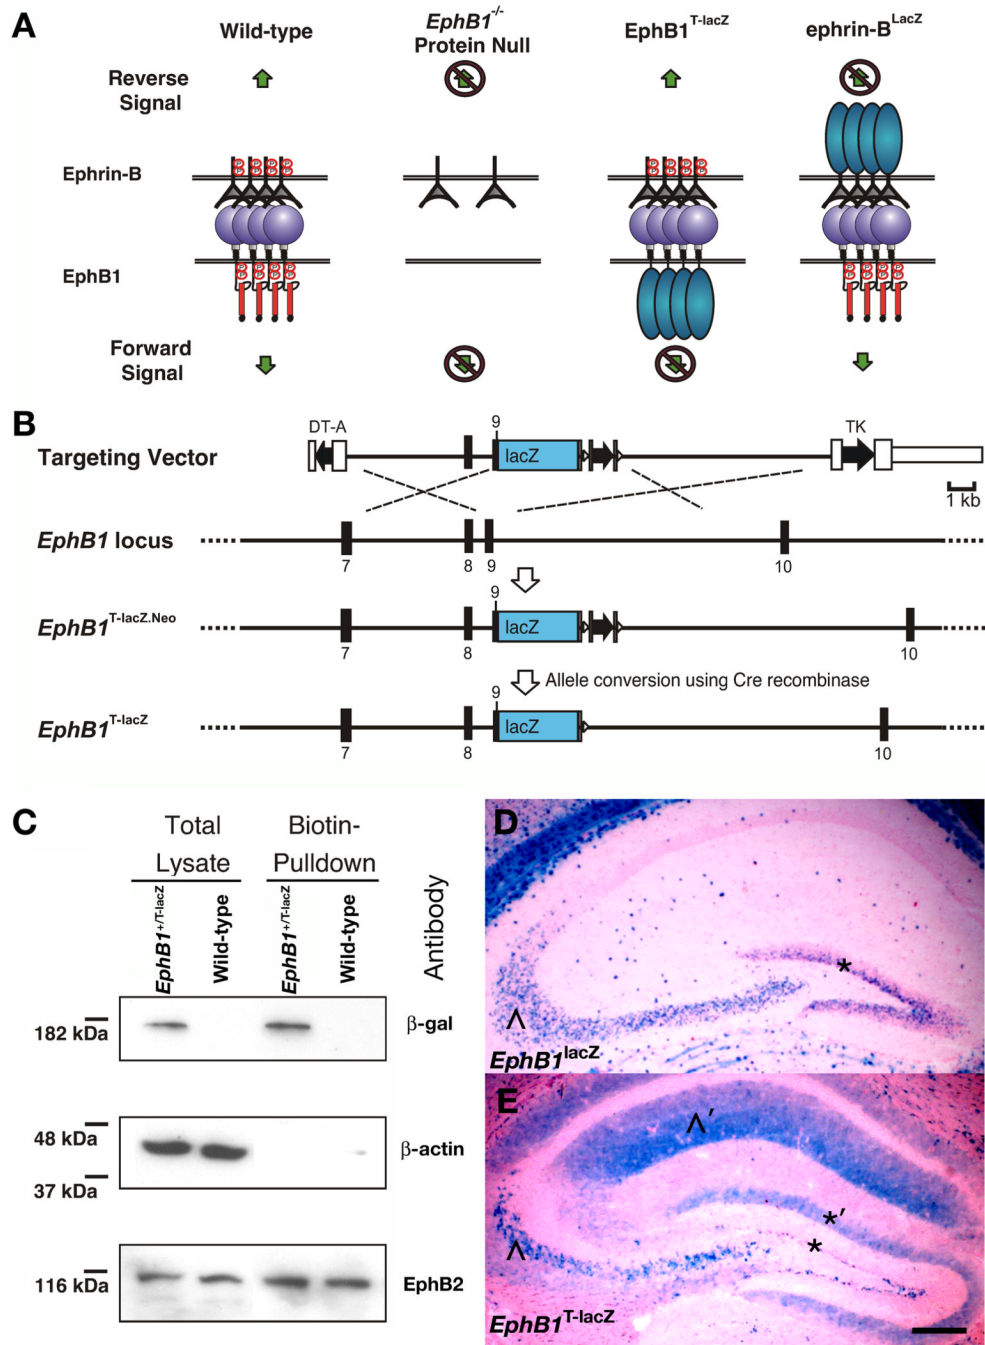 A
Wild-type
EphB1-/-
Protein Null
EphB1T-lacZ
ephrin-BLacZ
Reverse
Signal
Ephrin-B
EphB1
Forward
Signal
B
DT-A
9
TK
Targeting Vector
lacZ
1 kb
EphB1 locus
7
8
9
10
9
EphB1T-lacZ.Neo
lacZ
7
8
10
Allele conversion using Cre recombinase
9
EphB1T-lacZ
lacZ
7
8
10
C
Total
Lysate
Biotin-
Pulldown
EphB1+/T-lacZ
Wild-type
EphB1+/T-lacZ
Wild-type
Antibody
182 kDa
β-gal
48 kDa
β-actin
37 kDa
116 kDa
EphB2
D
*
^
EphB1lacZ
E
^′
*′
*
^
EphB1T-lacZ